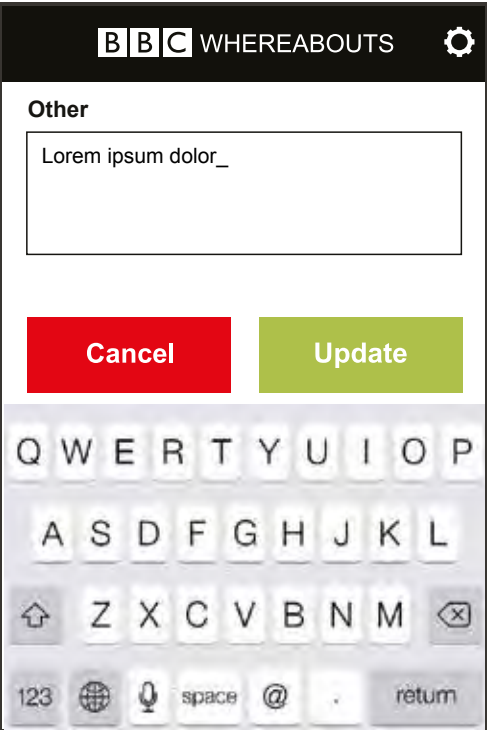 BBC WHEREABOUTS
Other
Lorem ipsum dolor_
Cancel Update
Q W E R T Y U I O P
A S D F G H J K L
Z X C V B N M
123 space @ . return